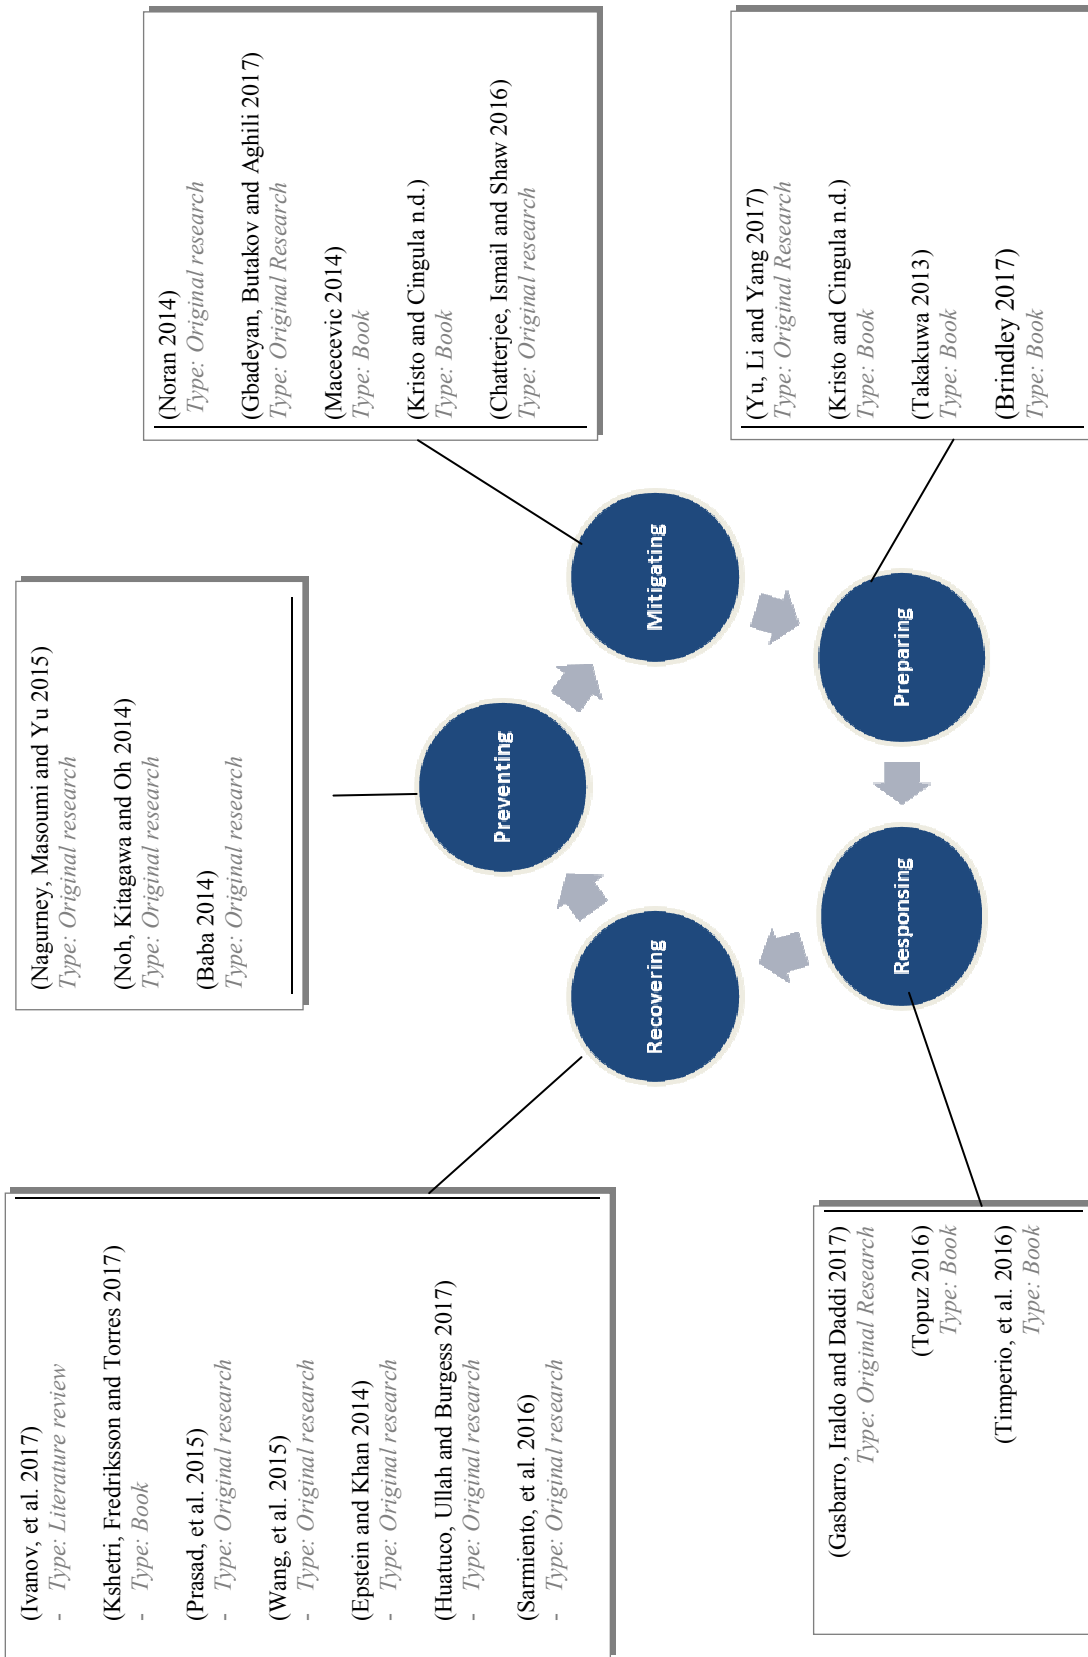 (Ivanov, et al. 2017)
- Type: Literature review
(Kshetri, Fredriksson and Torres 2017)
- Type: Book
(Prasad, et al. 2015)
- Type: Original research
(Wang, et al. 2015)
- Type: Original research
(Epstein and Khan 2014)
- Type: Original research
(Huatuco, Ullah and Burgess 2017)
- Type: Original research
(Sarmiento, et al. 2016)
- Type: Original research
(Nagurney, Masoumi and Yu 2015)
Type: Original research
(Noh, Kitagawa and Oh 2014)
Type: Original research
(Baba 2014)
Type: Original research
(Noran 2014)
Type: Original research
(Gbadeyan, Butakov and Aghili 2017)
Type: Original Research
(Macecevic 2014)
Type: Book
(Kristo and Cingula n.d.)
Type: Book
(Chatterjee, Ismail and Shaw 2016)
Type: Original research
Preventing
Recovering
Mitigating
Responsing
Preparing
(Gasbarro, Iraldo and Daddi 2017)
Type: Original Research
(Topuz 2016)
Type: Book
(Timperio, et al. 2016)
Type: Book
(Yu, Li and Yang 2017)
Type: Original Research
(Kristo and Cingula n.d.)
Type: Book
(Takakuwa 2013)
Type: Book
(Brindley 2017)
Type: Book